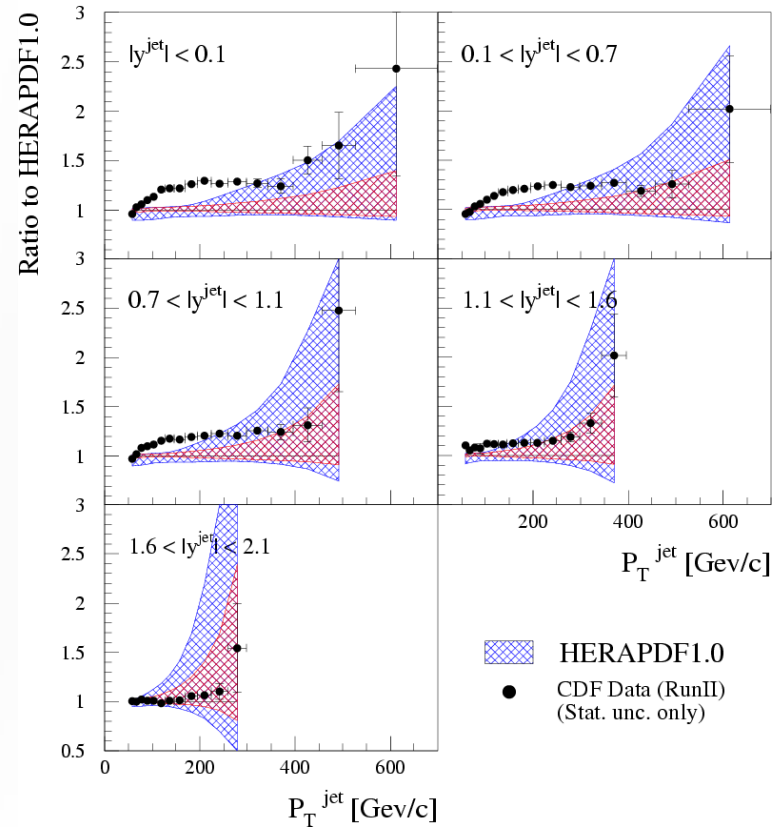 Ratio to HERAPDF1.0
3
2.5
2
1.5
1
|y^jet| < 0.1
0.1 < |y^jet| < 0.7
3
2.5
2
1.5
1
0.7 < |y^jet| < 1.1
1.1 < |y^jet| < 1.6
3
2.5
2
1.5
1
0.5
1.6 < |y^jet| < 2.1
200 400 600
P_T^jet [Gev/c]
HERAPDF1.0
CDF Data (RunII)
(Stat. unc. only)
0 200 400 600
P_T^jet [Gev/c]